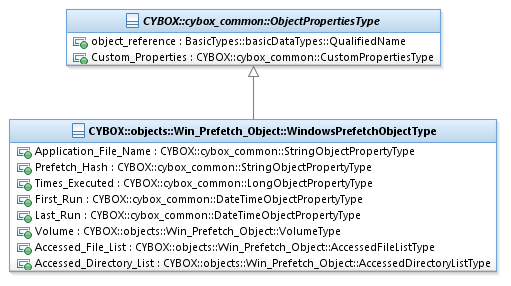 CYBOX::cybox_common::ObjectPropertiesType
object_reference : BasicTypes::basicDataTypes::QualifiedName
Custom_Properties : CYBOX::cybox_common::CustomPropertiesType
CYBOX::objects::Win_Prefetch_Object::WindowsPrefetchObjectType
Application_File_Name : CYBOX::cybox_common::StringObjectPropertyType
Prefetch_Hash : CYBOX::cybox_common::StringObjectPropertyType
Times_Executed : CYBOX::cybox_common::LongObjectPropertyType
First_Run : CYBOX::cybox_common::DateTimeObjectPropertyType
Last_Run : CYBOX::cybox_common::DateTimeObjectPropertyType
Volume : CYBOX::objects::Win_Prefetch_Object::VolumeType
Accessed_File_List : CYBOX::objects::Win_Prefetch_Object::AccessedFileListType
Accessed_Directory_List : CYBOX::objects::Win_Prefetch_Object::AccessedDirectoryListType